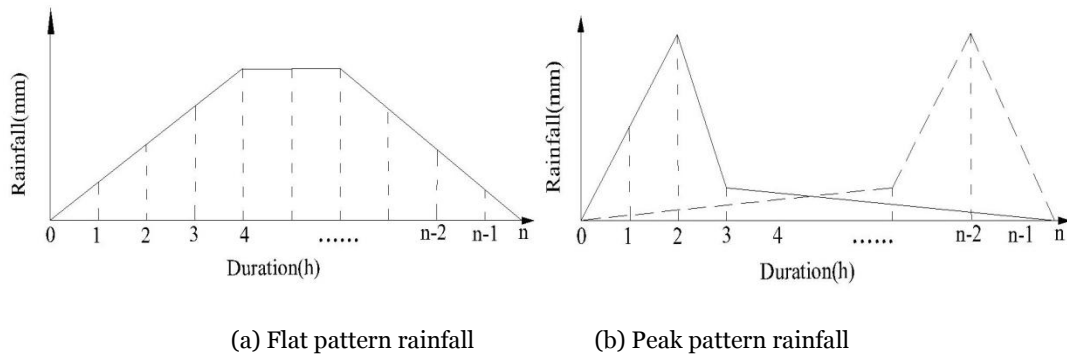 Rainfall(mm)
0 1 2 3 4 ...... n-2 n-1 n
Duration(h)
Rainfall(mm)
0 1 2 3 4 ...... n-2 n-1 n
Duration(h)
(a) Flat pattern rainfall
(b) Peak pattern rainfall